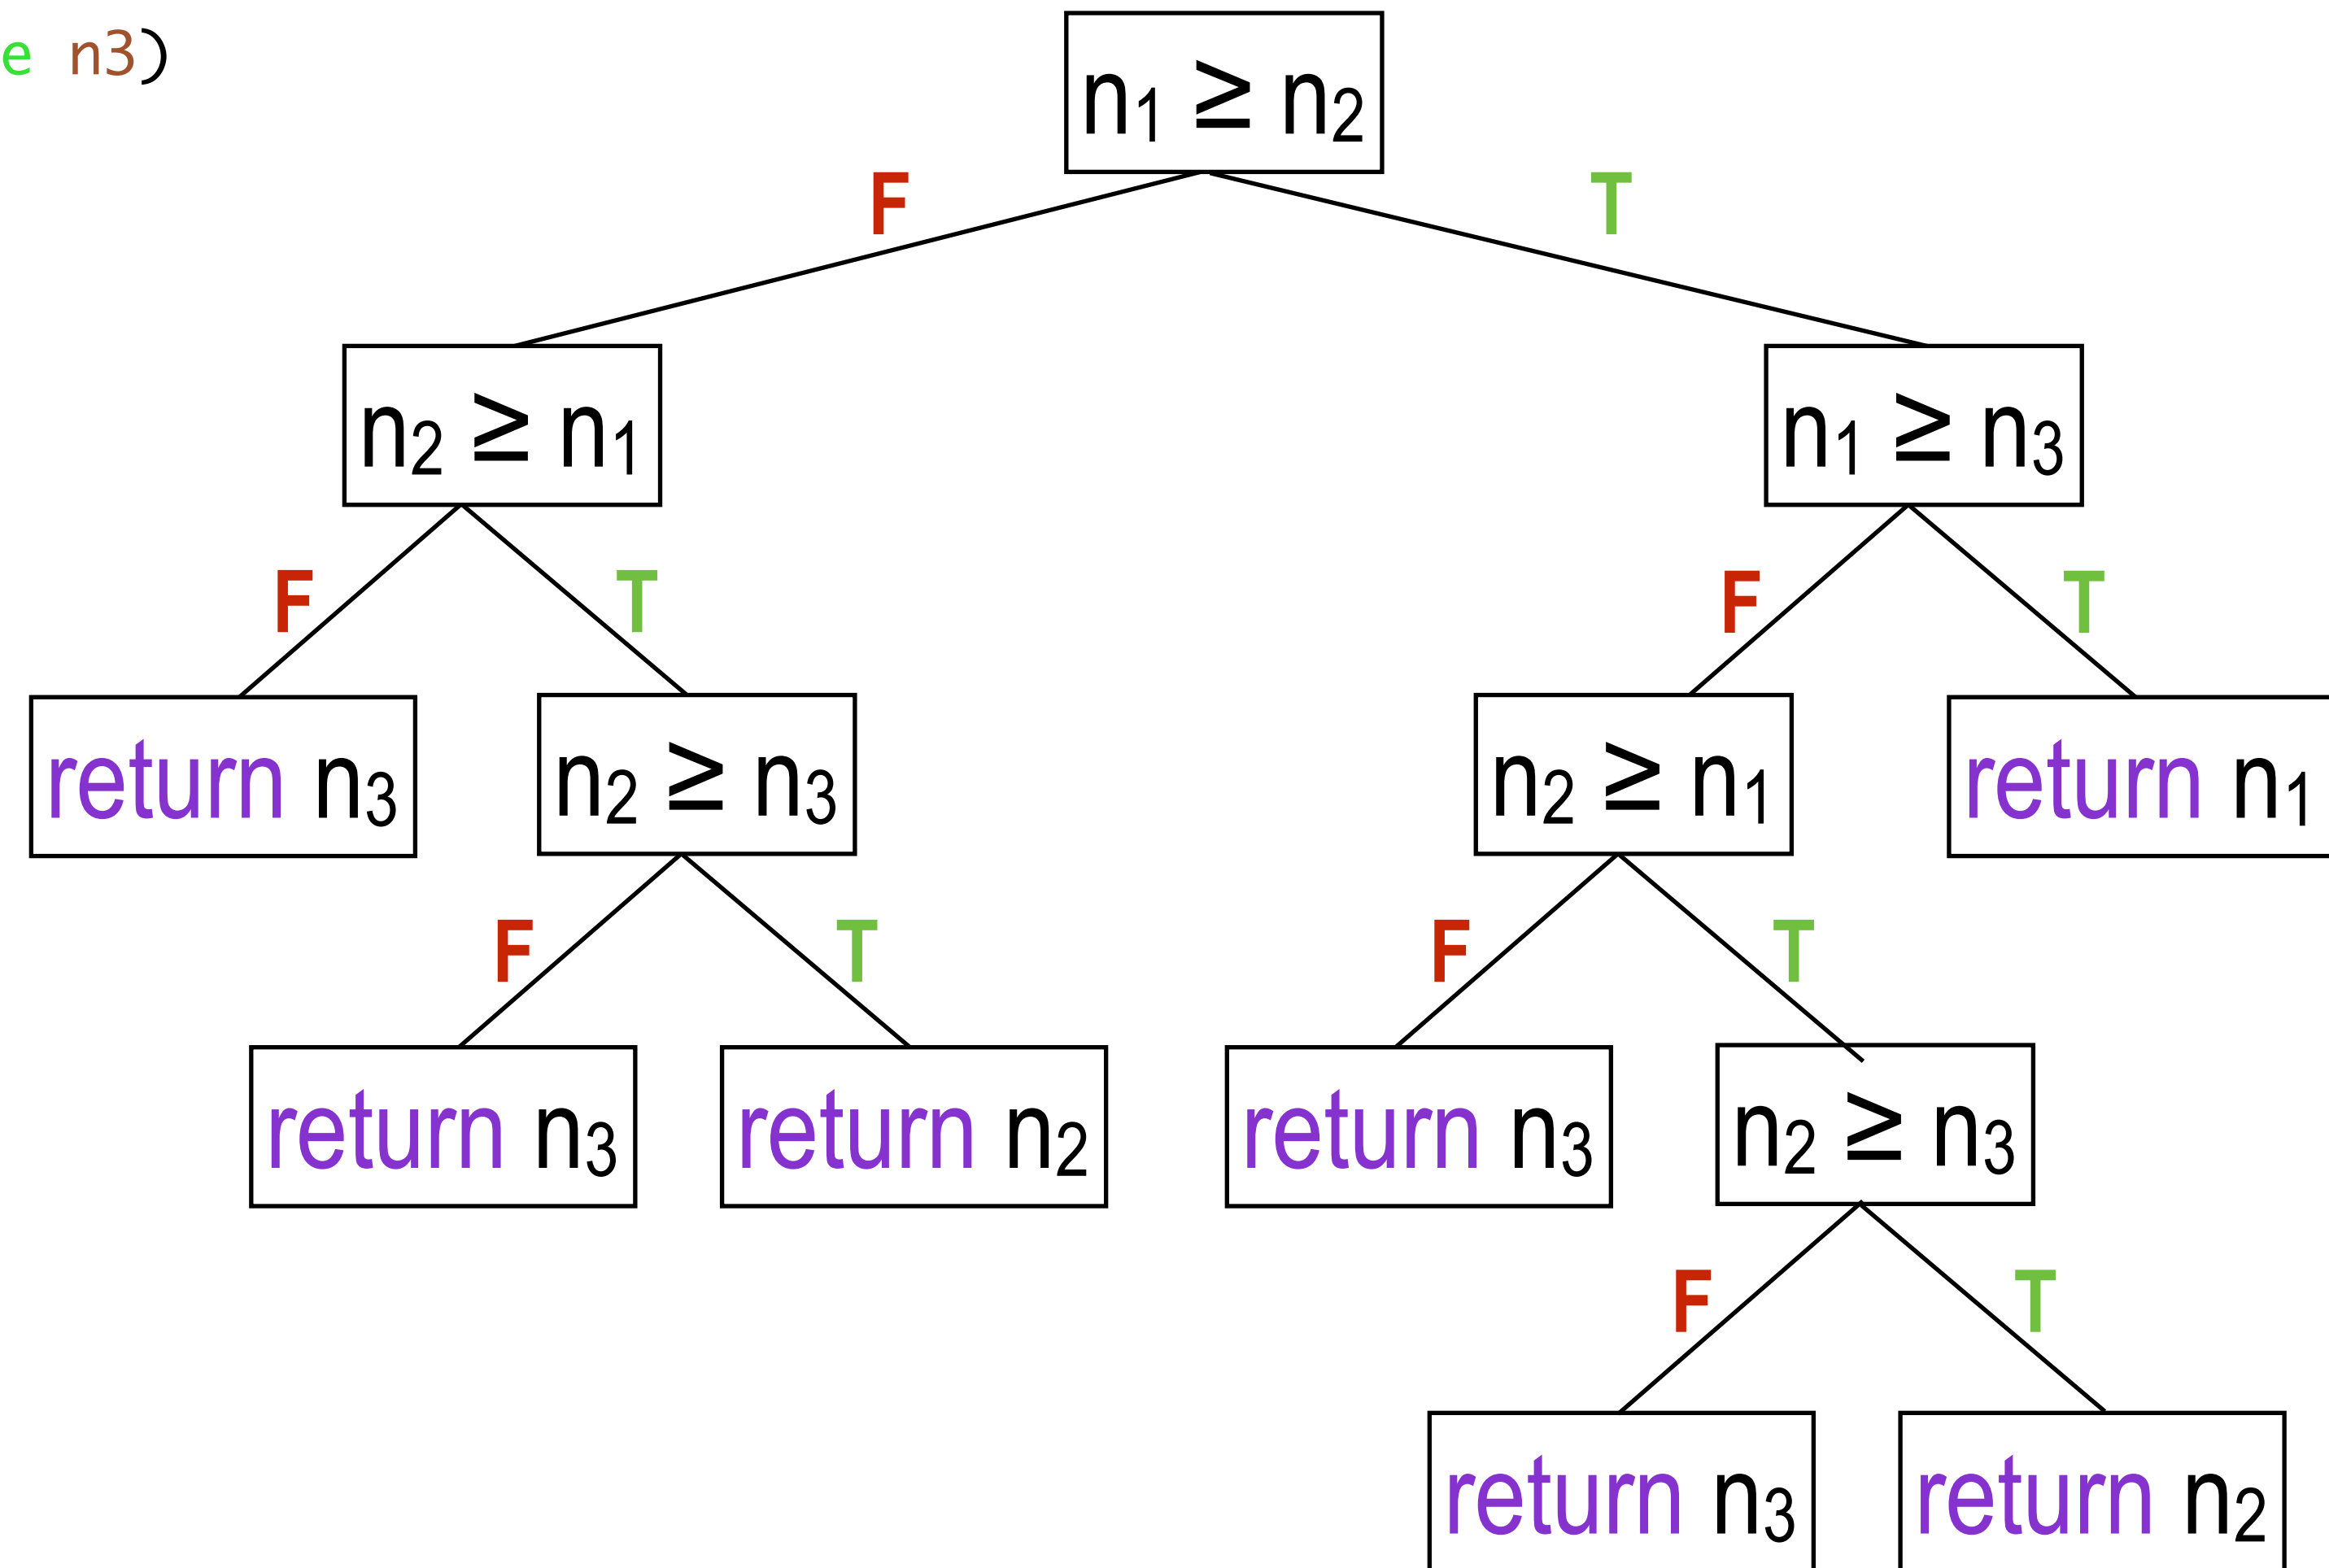 e n3)
n₁ ≥ n₂
F T
n₂ ≥ n₁ n₁ ≥ n₃
F T F T
return n₃ n₂ ≥ n₃ n₂ ≥ n₁ return n₁
F T F T
return n₃ return n₂ return n₃ n₂ ≥ n₃
F T
return n₃ return n₂